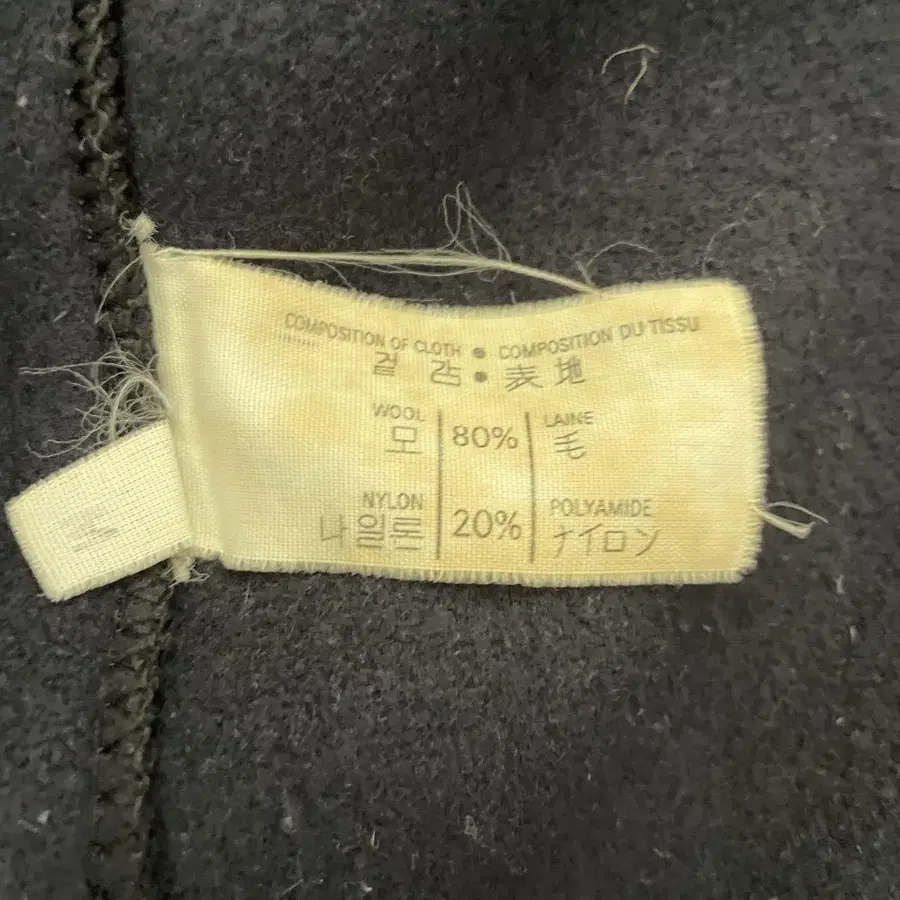 COMPOSITION OF CLOTH • COMPOSITION DU TISSU
겉 감 • 表 地
WOOL 80% LAINE
모 毛
NYLON 20% POLYAMIDE
나일론 ナイロン